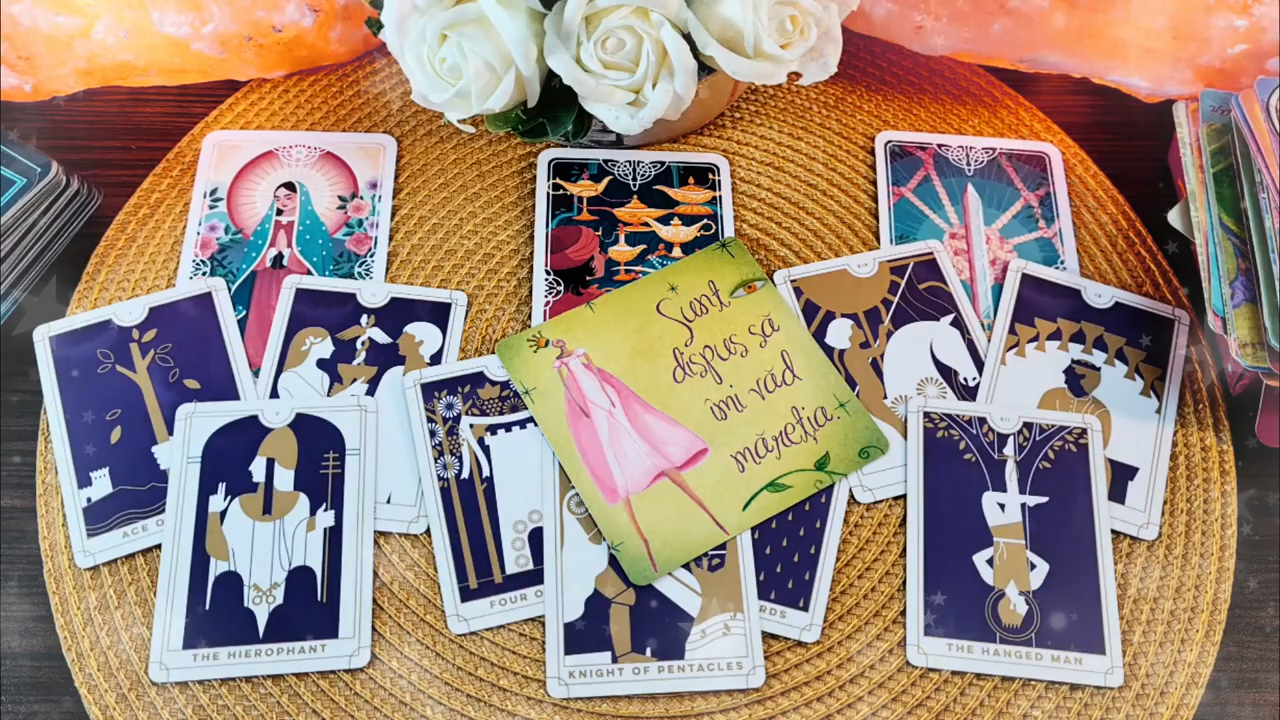 Sunt
dispus să
îmi văd
măreția.
ACE O
THE HIEROPHANT
FOUR O
KNIGHT OF PENTACLES
RDS
THE HANGED MAN